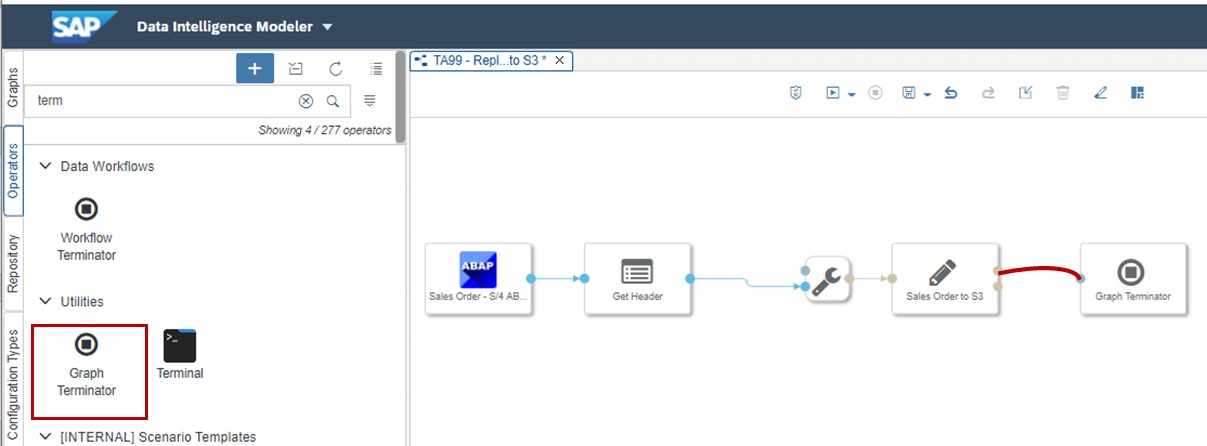 SAP Data Intelligence Modeler
Graphs
Operators
Repository
Configuration Types
term
Showing 4 / 277 operators
Data Workflows
Workflow
Terminator
Utilities
Graph
Terminator
>_
Terminal
[INTERNAL] Scenario Templates
TA99 - Repl...to S3 *
ABAP
Sales Order - S/4 AB...
Get Header
Sales Order to S3
Graph Terminator